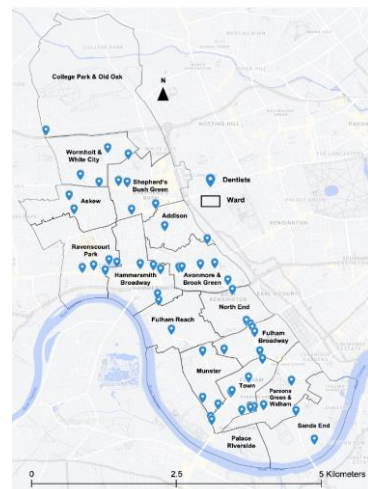 College Park & Old Oak
N
Wormholt &
White City
Shepherd's
Bush Green
Dentists
Ward
Askew
Addison
Ravenscourt
Park
Hammersmith
Broadway
Avonmore &
Brook Green
North End
Fulham Reach
Fulham
Broadway
Munster
Town
Parsons
Green &
Walham
Sands End
Palace
Riverside
0
2.5
5 Kilometers